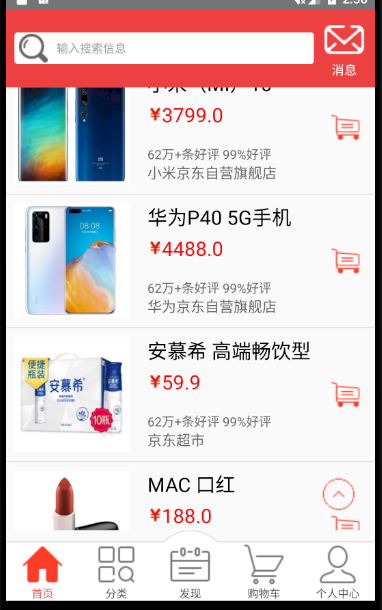 输入搜索信息
消息
¥3799.0
62万+条好评 99%好评
小米京东自营旗舰店
华为P40 5G手机
¥4488.0
62万+条好评 99%好评
华为京东自营旗舰店
便捷
瓶装
安慕希
10瓶
安慕希 高端畅饮型
¥59.9
62万+条好评 99%好评
京东超市
MAC 口红
¥188.0
首页
分类
发现
购物车
个人中心